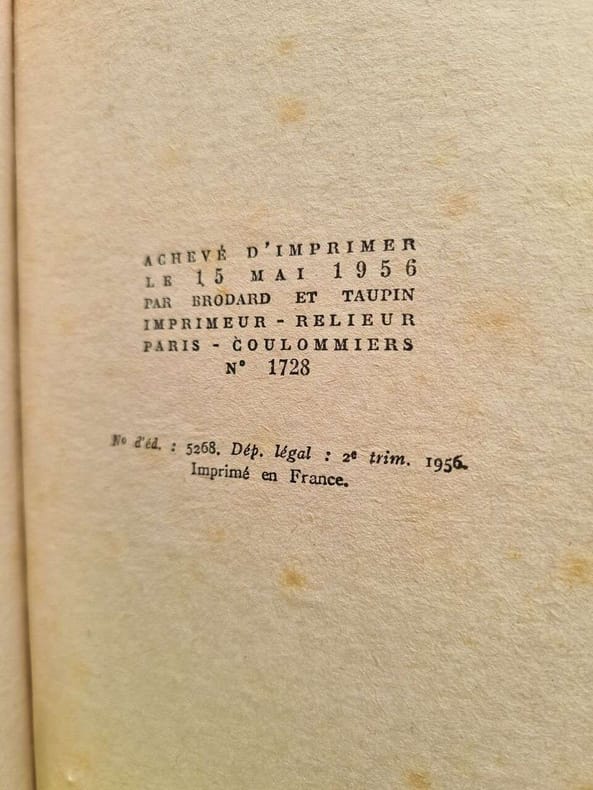 ACHEVÉ D'IMPRIMER
LE 15 MAI 1956
PAR BRODARD ET TAUPIN
IMPRIMEUR - RELIEUR
PARIS - COULOMMIERS
N° 1728
N° d'éd. : 5268. Dép. légal : 2e trim. 1956.
Imprimé en France.